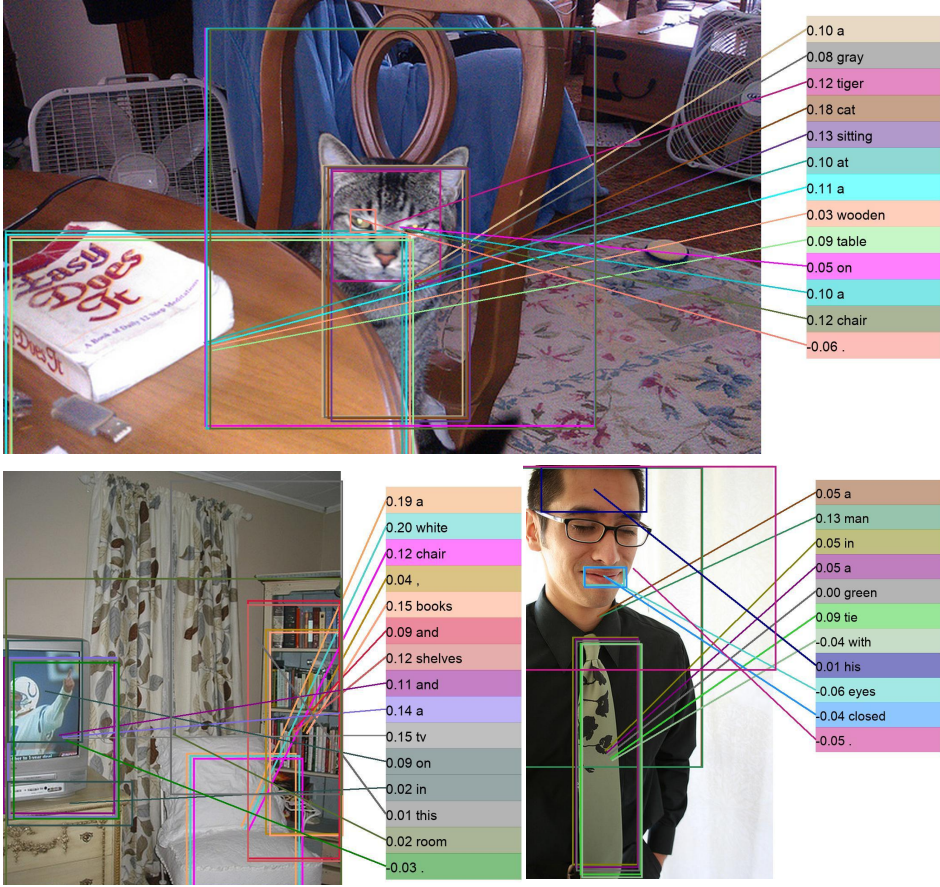 0.10 a
0.08 gray
0.12 tiger
0.18 cat
0.13 sitting
0.10 at
0.11 a
0.03 wooden
0.09 table
0.05 on
0.10 a
0.12 chair
-0.06 .
Easy
Does
It
A Book of Daily 12 Step Meditations
Does It
0.19 a
0.20 white
0.12 chair
0.04 ,
0.15 books
0.09 and
0.12 shelves
0.11 and
0.14 a
0.15 tv
0.09 on
0.02 in
0.01 this
0.02 room
-0.03 .
0.05 a
0.13 man
0.05 in
0.05 a
0.00 green
0.09 tie
-0.04 with
0.01 his
-0.06 eyes
-0.04 closed
-0.05 .